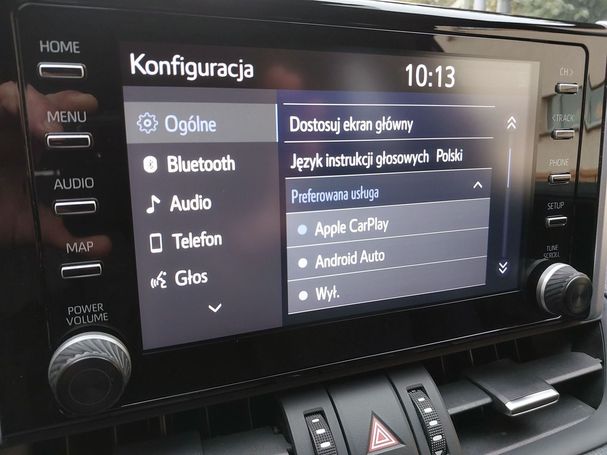 HOME
MENU
AUDIO
MAP
POWER
VOLUME
Konfiguracja
10:13
Ogólne
Bluetooth
Audio
Telefon
Głos
Dostosuj ekran główny
Język instrukcji głosowych Polski
Preferowana usługa
Apple CarPlay
Android Auto
Wył.
CH>
<TRACK
PHONE
SETUP
TUNE
SCROLL